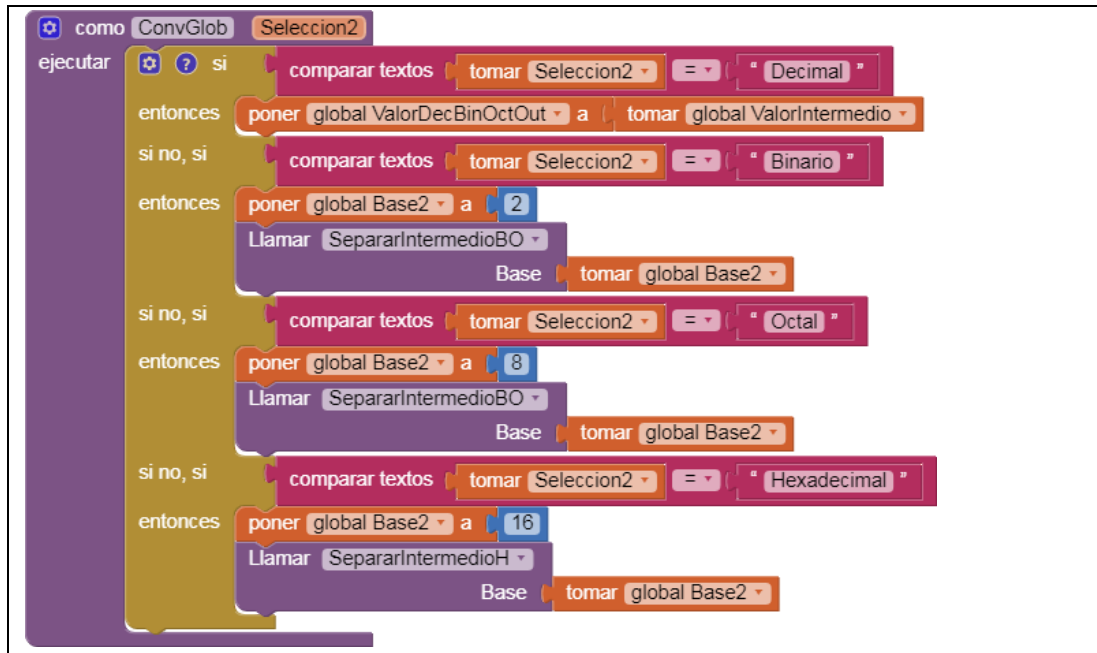 como ConvGlob Seleccion2
ejecutar si comparar textos tomar Seleccion2 = " Decimal "
entonces poner global ValorDecBinOctOut a tomar global ValorIntermedio
si no, si comparar textos tomar Seleccion2 = " Binario "
entonces poner global Base2 a 2
Llamar SepararIntermedioBO
Base tomar global Base2
si no, si comparar textos tomar Seleccion2 = " Octal "
entonces poner global Base2 a 8
Llamar SepararIntermedioBO
Base tomar global Base2
si no, si comparar textos tomar Seleccion2 = " Hexadecimal "
entonces poner global Base2 a 16
Llamar SepararIntermedioH
Base tomar global Base2